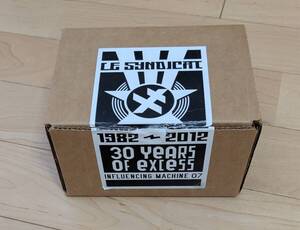 LE SYNDICAT
1982 ~ 2012
30 YEARS
OF EXCESS
INFLUENCING MACHINE 07